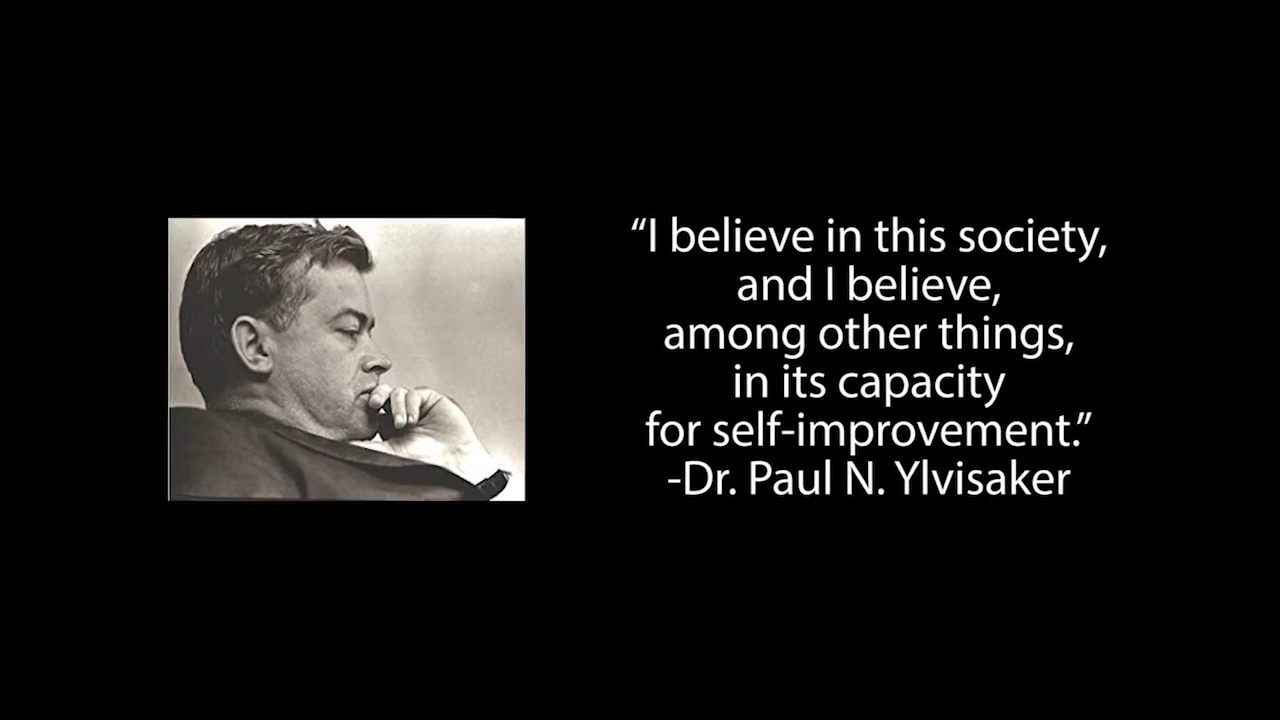 “I believe in this society,
and I believe,
among other things,
in its capacity
for self-improvement.”
-Dr. Paul N. Ylvisaker